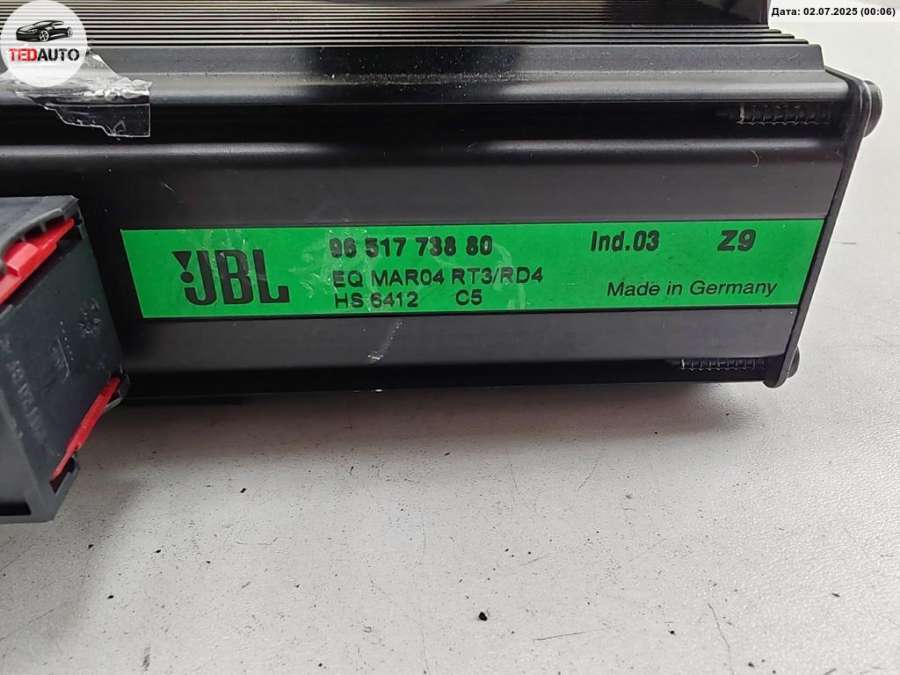 TEDAUTO
Дата: 02.07.2025 (00:06)
JBL
96 517 738 80
Ind.03 Z9
EQ MAR04 RT3/RD4
HS 6412 C5
Made in Germany